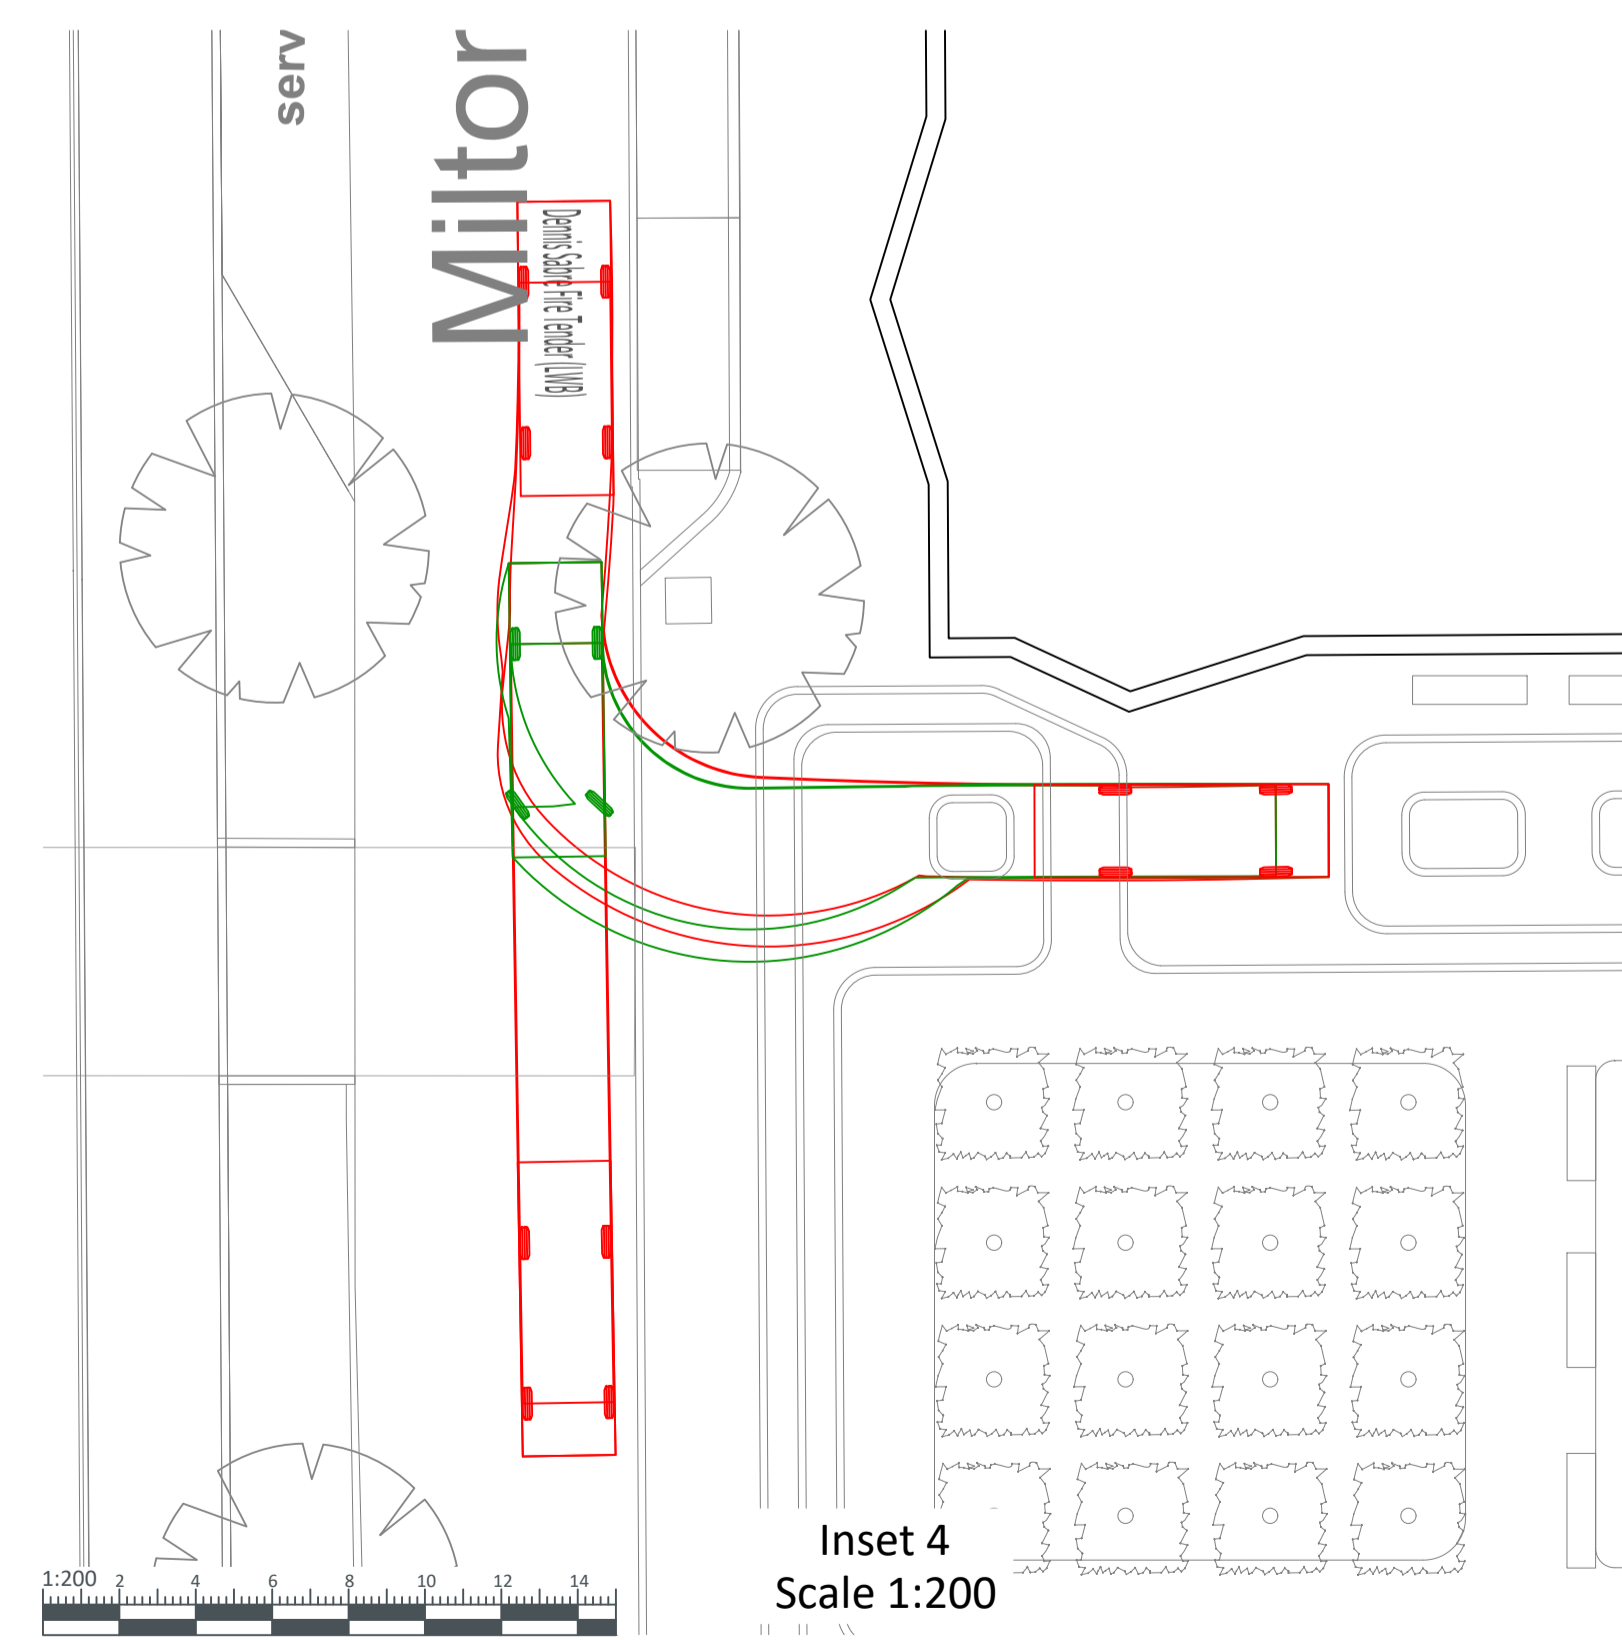 serv
Milton
Dennis Sabre Fire Tender (LWB)
Inset 4
Scale 1:200
1:200 2 4 6 8 10 12 14